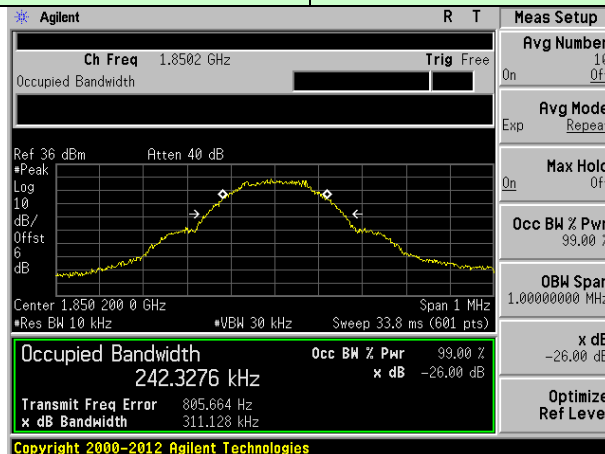 Agilent R T Meas Setup
Ch Freq 1.8502 GHz Trig Free
Occupied Bandwidth
Avg Number
On
Avg Mode
Exp
Max Hold
On
Occ BW % Pwr
99.00 %
OBW Span
1.00000000 MHz
x dB
-26.00 dB
Optimize
Ref Level
Ref 36 dBm Atten 40 dB
#Peak
Log
10
dB/
Offst
6
dB
Center 1.850 200 0 GHz Span 1 MHz
#Res BW 10 kHz #VBW 30 kHz Sweep 33.8 ms (601 pts)
Occupied Bandwidth Occ BW % Pwr 99.00 %
242.3276 kHz x dB -26.00 dB
Transmit Freq Error 805.664 Hz
x dB Bandwidth 311.128 kHz
Copyright 2000-2012 Agilent Technologies